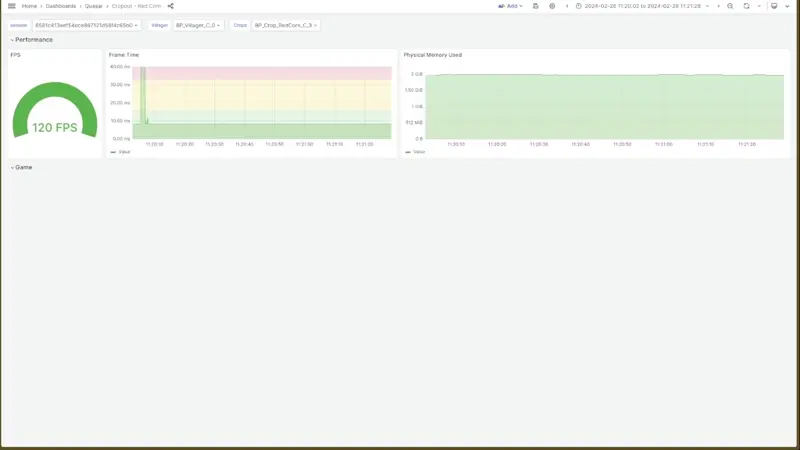 Home › Dashboards › Quasar › Cropout - Red Corn
Add
2024-02-28 11:20:02 to 2024-02-28 11:21:28
session
Villager BP_Villager_C_0
Crops BP_Crop_RedCorn_C_3
Performance
FPS
120 FPS
Frame Time
40.00 ms
30.00 ms
20.00 ms
10.00 ms
0.00 ms
11:20:10 11:20:20 11:20:30 11:20:40 11:20:50 11:21:00 11:21:10 11:21:20
Value
Physical Memory Used
2 GiB
1.50 GiB
1 GiB
512 MiB
0 B
11:20:10 11:20:20 11:20:30 11:20:40 11:20:50 11:21:00 11:21:10 11:21:20
Value
Game